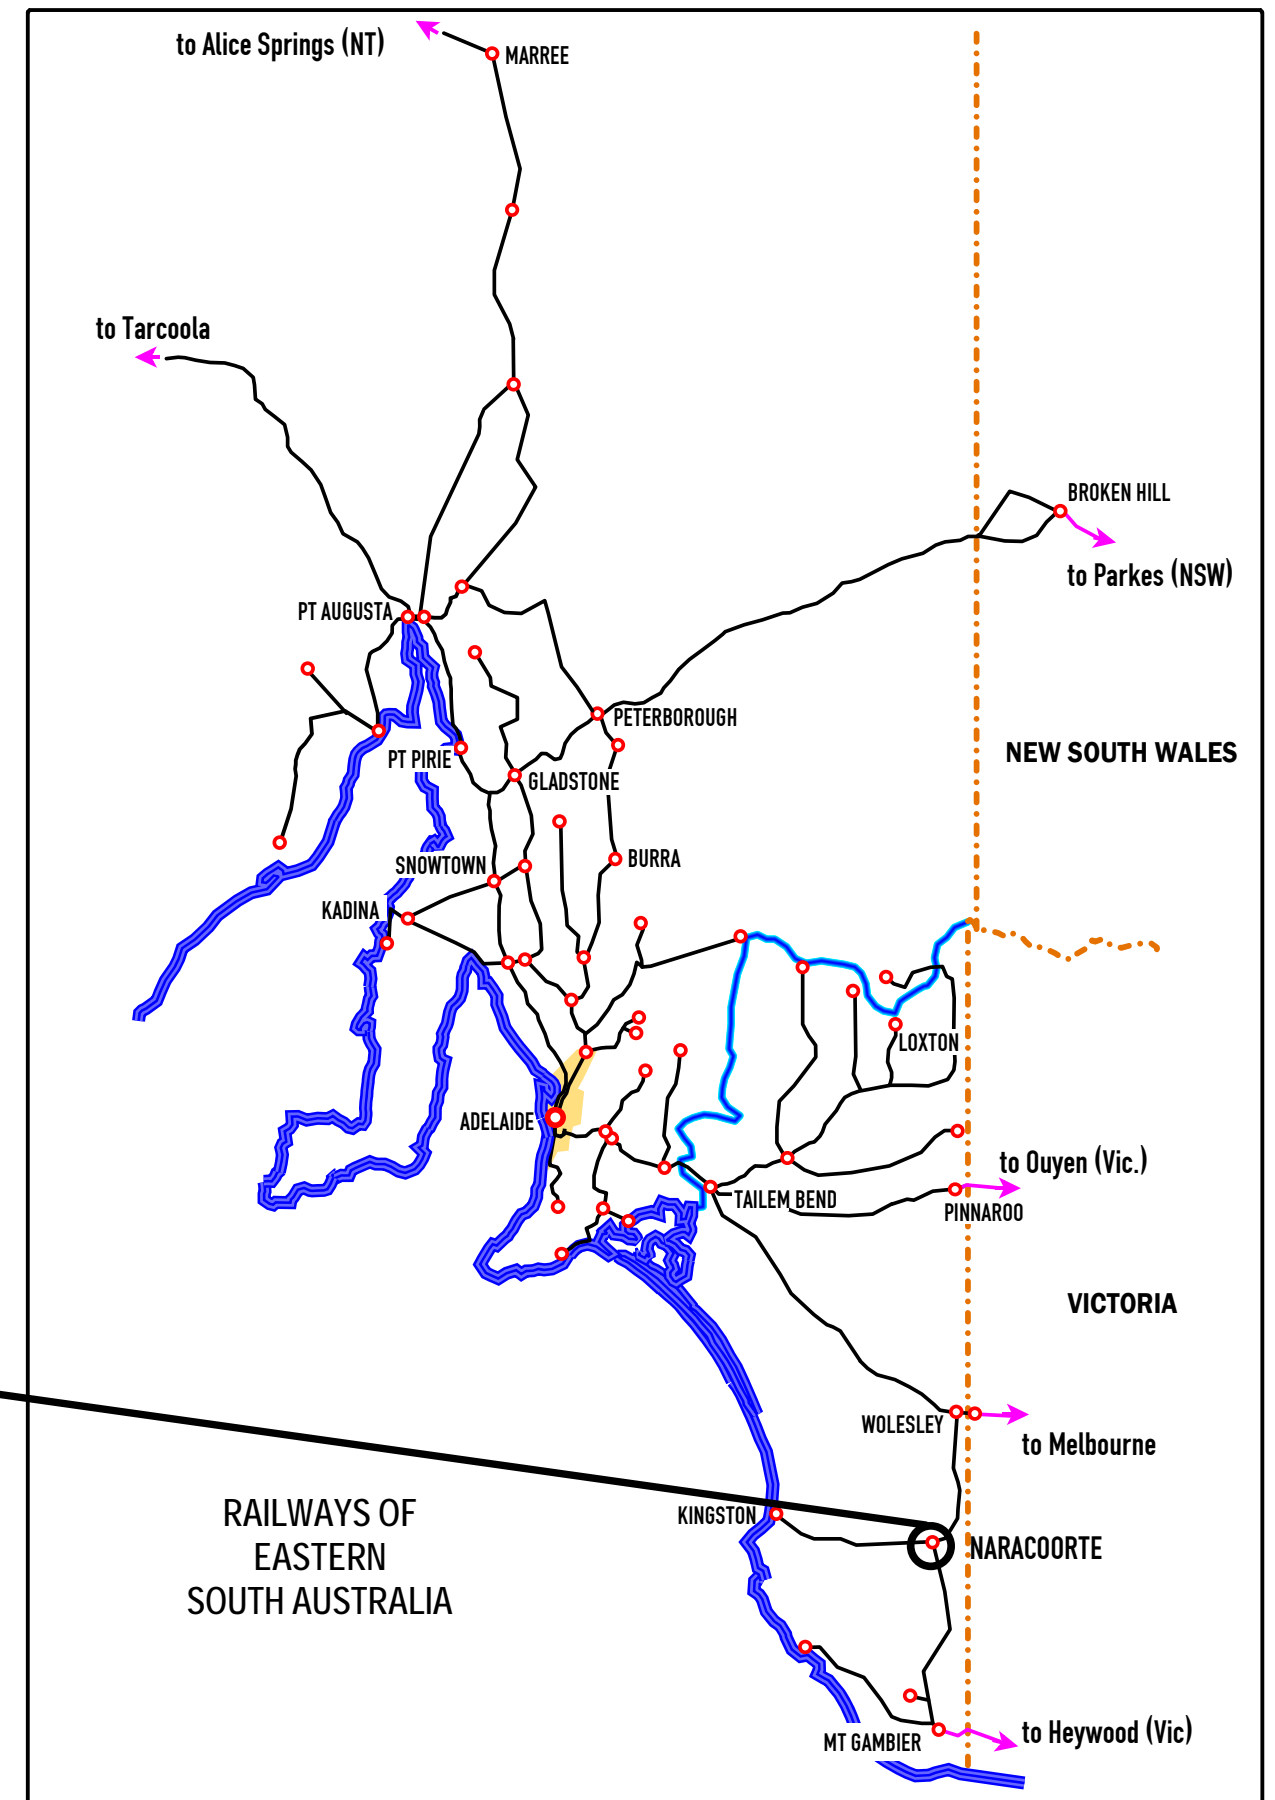 to Alice Springs (NT)
MARREE
to Tarcoola
BROKEN HILL
to Parkes (NSW)
PT AUGUSTA
PETERBOROUGH
NEW SOUTH WALES
PT PIRIE
GLADSTONE
SNOWTOWN
BURRA
KADINA
LOXTON
ADELAIDE
to Ouyen (Vic.)
TAILEM BEND
PINNAROO
VICTORIA
WOLESLEY
to Melbourne
KINGSTON
NARACOORTE
RAILWAYS OF
EASTERN
SOUTH AUSTRALIA
MT GAMBIER
to Heywood (Vic)